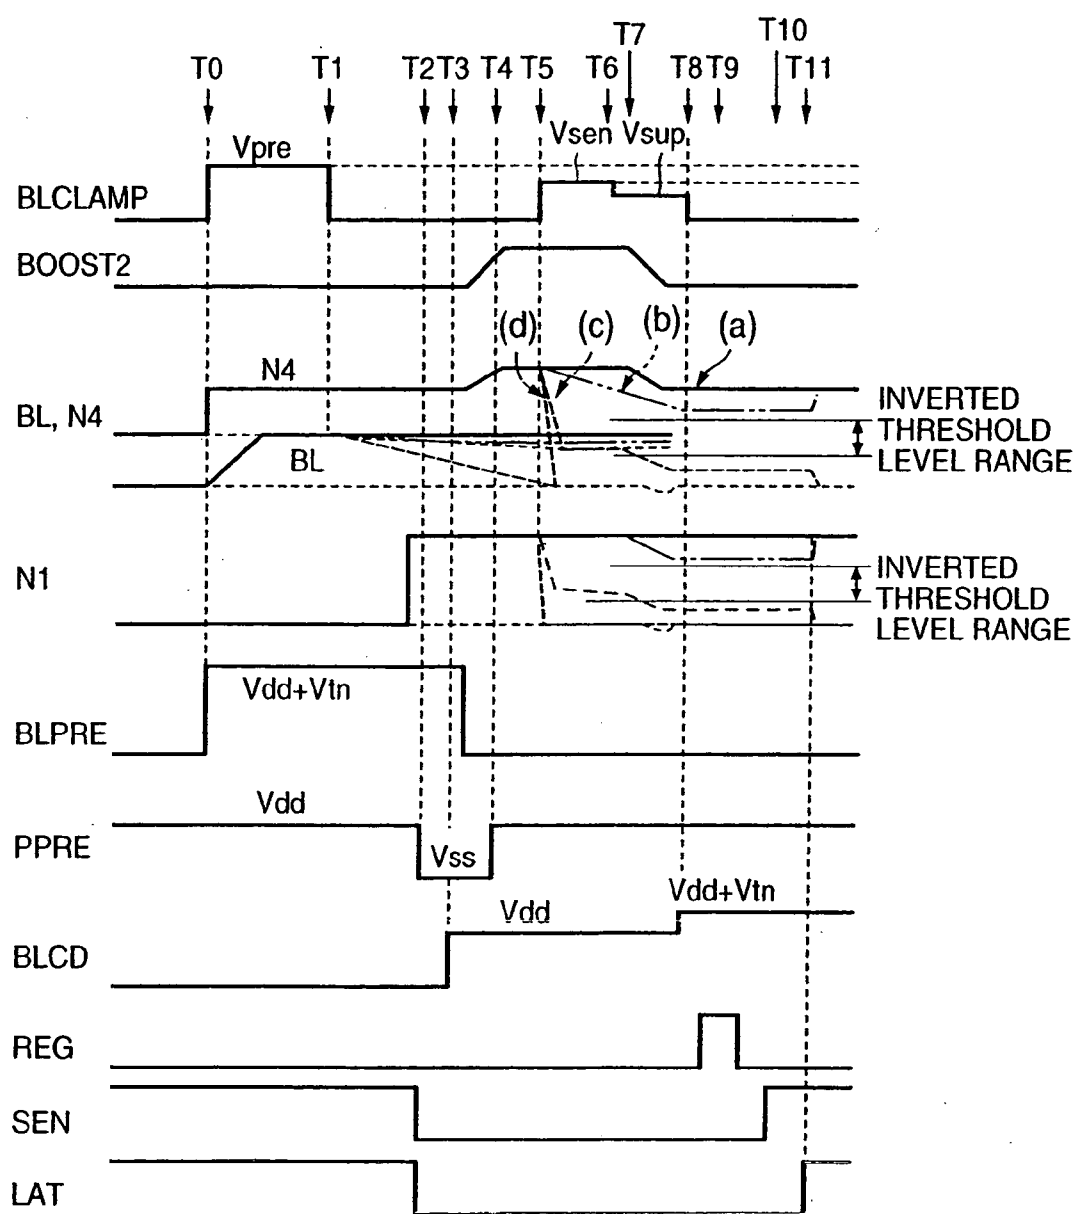 T7
T10
T0
T1
T2
T3
T4
T5
T6
T8
T9
T11
Vpre
Vsen
Vsup
BLCLAMP
BOOST2
(d)
(c)
(b)
(a)
N4
BL, N4
BL
INVERTED
THRESHOLD
LEVEL RANGE
N1
INVERTED
THRESHOLD
LEVEL RANGE
Vdd+Vtn
BLPRE
Vdd
PPRE
Vss
Vdd+Vtn
Vdd
BLCD
REG
SEN
LAT